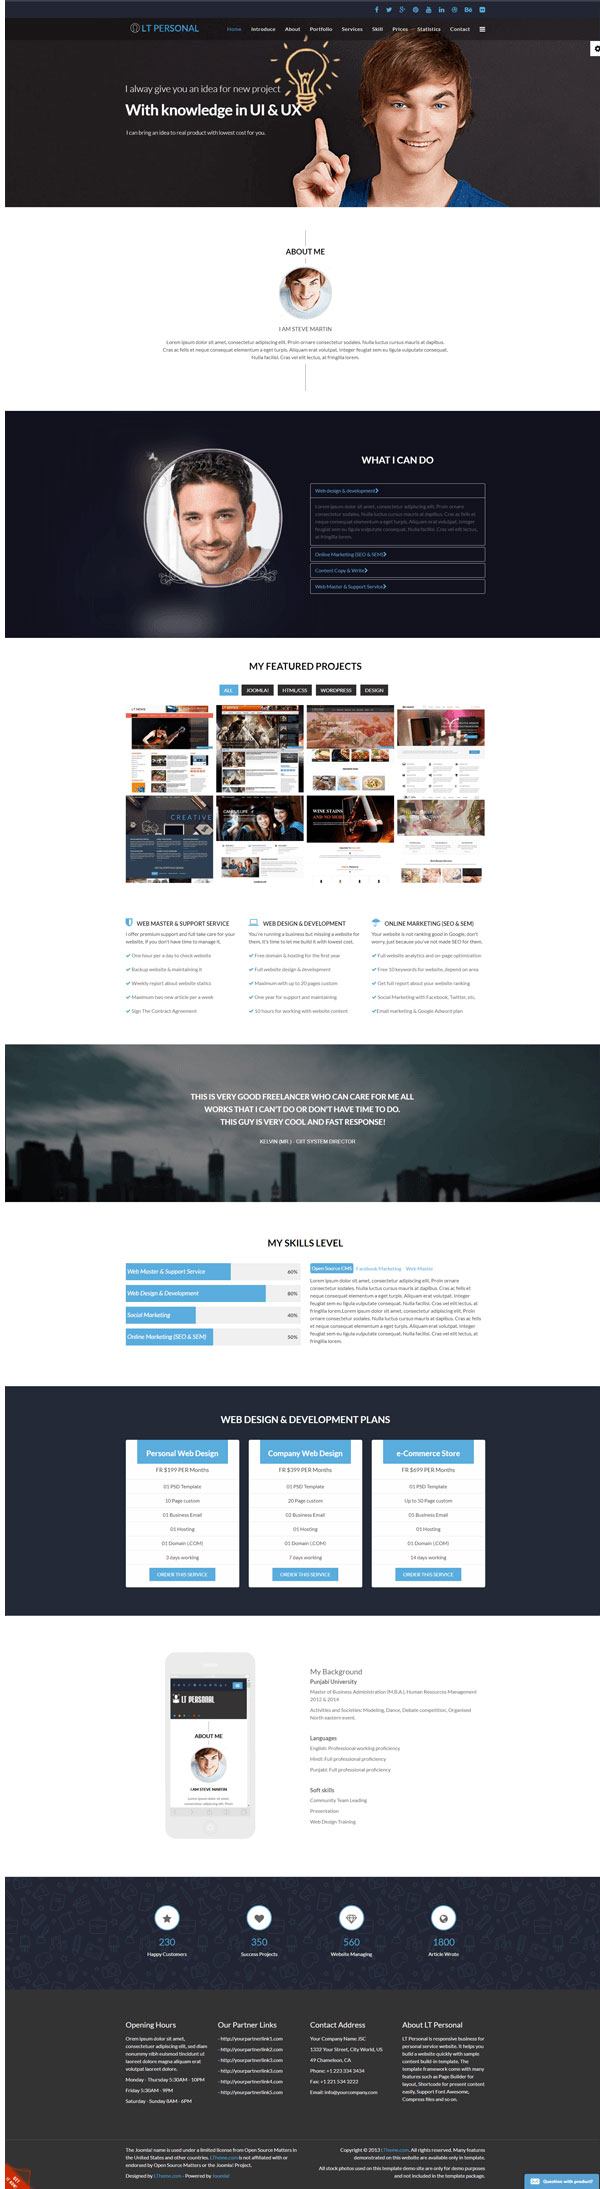 LT PERSONAL
Home Introduce About Portfolio Services Skill Prices Statistics Contact
I alway give you an idea for new project
With knowledge in UI & UX
I can bring an idea to real product with lowest cost for you.
ABOUT ME
I AM STEVE MARTIN
Lorem ipsum dolor sit amet, consectetur adipiscing elit. Proin ornare consectetur sodales. Nulla luctus cursus mauris at dapibus.
Cras ac felis et neque consequat elementum a eget turpis. Aliquam erat volutpat. Integer feugiat sem eu ligula vulputate consequat.
Nulla facilisi. Cras vel elit lectus, at fringilla lorem.
WHAT I CAN DO
Web design & development
Lorem ipsum dolor sit amet, consectetur adipiscing elit. Proin ornare
consectetur sodales. Nulla luctus cursus mauris at dapibus. Cras ac felis et
neque consequat elementum a eget turpis. Aliquam erat volutpat. Integer
feugiat sem eu ligula vulputate consequat. Nulla facilisi. Cras vel elit lectus,
at fringilla lorem.
Online Marketing (SEO & SEM)
Content Copy & Write
Web Master & Support Service
MY FEATURED PROJECTS
ALL JOOMLA! HTML/CSS WORDPRESS DESIGN
LT NEWS
CREATIVE
CAMPUS LIFE
WINE STAINS
AND SO MORE
WEB MASTER & SUPPORT SERVICE
I offer premium support and full take care for your
website, if you don't have time to manage it.
One hour per a day to check website
Backup website & maintaining it
Weekly report about website statics
Maximum two new article per a week
Sign The Contract Agreement
WEB DESIGN & DEVELOPMENT
You're running a business but missing a website for
them. It's time to let me build it with lowest cost.
Free domain & hosting for the first year
Full website design & development
Maximum with up to 20 pages custom
One year for support and maintaining
10 hours for working with website content
ONLINE MARKETING (SEO & SEM)
Your website is not ranking good in Google; don't
worry, just because you've not made SEO for them.
Full website analytics and on-page optimization
Free 10 keywords for website, depend on area
Get full report about your website ranking
Social Marketing with Facebook, Twitter, etc.
Email marketing & Google Adword plan
THIS IS VERY GOOD FREELANCER WHO CAN CARE FOR ME ALL
WORKS THAT I CAN'T DO OR DON'T HAVE TIME TO DO.
THIS GUY IS VERY COOL AND FAST RESPONSE!
KELVIN (MR.) - CIIT SYSTEM DIRECTOR
MY SKILLS LEVEL
Web Master & Support Service 60%
Web Design & Development 80%
Social Marketing 40%
Online Marketing (SEO & SEM) 50%
Open Source CMS Facebook Marketing Web Master
Lorem ipsum dolor sit amet, consectetur adipiscing elit. Proin ornare
consectetur sodales. Nulla luctus cursus mauris at dapibus. Cras ac felis et
neque consequat elementum a eget turpis. Aliquam erat volutpat. Integer
feugiat sem eu ligula vulputate consequat. Nulla facilisi. Cras vel elit lectus, at
fringilla lorem.Lorem ipsum dolor sit amet, consectetur adipiscing elit. Proin
ornare consectetur sodales. Nulla luctus cursus mauris at dapibus. Cras ac felis
et neque consequat elementum a eget turpis. Aliquam erat volutpat. Integer
feugiat sem eu ligula vulputate consequat. Nulla facilisi. Cras vel elit lectus, at
fringilla lorem.
WEB DESIGN & DEVELOPMENT PLANS
Personal Web Design
FR $199 PER Months
01 PSD Template
10 Page custom
01 Business Email
01 Hosting
01 Domain (.COM)
3 days working
ORDER THIS SERVICE
Company Web Design
FR $399 PER Months
01 PSD Template
20 Page custom
02 Business Email
01 Hosting
01 Domain (.COM)
7 days working
ORDER THIS SERVICE
e-Commerce Store
FR $699 PER Months
01 PSD Template
Up to 50 Page custom
05 Business Email
01 Hosting
01 Domain (.COM)
14 days working
ORDER THIS SERVICE
LT PERSONAL
ABOUT ME
I AM STEVE MARTIN
Lorem ipsum dolor sit amet,
consectetur adipiscing elit. Proin
My Background
Punjabi University
Master of Business Administration (M.B.A.), Human Resources Management
2012 & 2014
Activities and Societies: Modeling, Dance, Debate competition, Organised
North eastern event.
Languages
English: Professional working proficiency
Hindi: Full professional proficiency
Punjabi: Full professional proficiency
Soft skills
Community Team Leading
Presentation
Web Design Training
230 350 560 1800
Happy Customers Success Projects Website Managing Article Wrote
Opening Hours
Orem ipsum dolor sit amet,
consectetuer adipiscing elit, sed diam
nonummy nibh euismod tincidunt ut
laoreet dolore magna aliquam erat
volutpat laoreet dolore.
Monday - Thursday 5:30AM - 10PM
Friday 5:30AM - 9PM
Saturday - Sunday 8AM - 6PM
Our Partner Links
- http://yourpartnerlink1.com
- http://yourpartnerlink2.com
- http://yourpartnerlink3.com
- http://yourpartnerlink4.com
- http://yourpartnerlink5.com
Contact Address
Your Company Name JSC
1332 Your Street, City World, US
49 Chameleon, CA
Phone: +1 223 334 3434
Fax: +1 221 534 3222
Email: info@yourcompany.com
About LT Personal
LT Personal is responsive business for
personal service website. It helps you
build a website quickly with sample
content build-in template. The
template framework come with many
features such as Page Builder for
layout, Shortcode for present content
easily, Support Font Awesome,
Compress files and so on.
The Joomla! name is used under a limited license from Open Source Matters in
the United States and other countries. LTheme.com is not affiliated with or
endorsed by Open Source Matters or the Joomla! Project.
Designed by LTheme.com - Powered by Joomla!
Copyright © 2013 LTheme.com. All rights reserved. Many features
demonstrated on this website are available only in template.
All stock photos used on this template demo site are only for demo purposes
and not included in the template package.
Question with product?